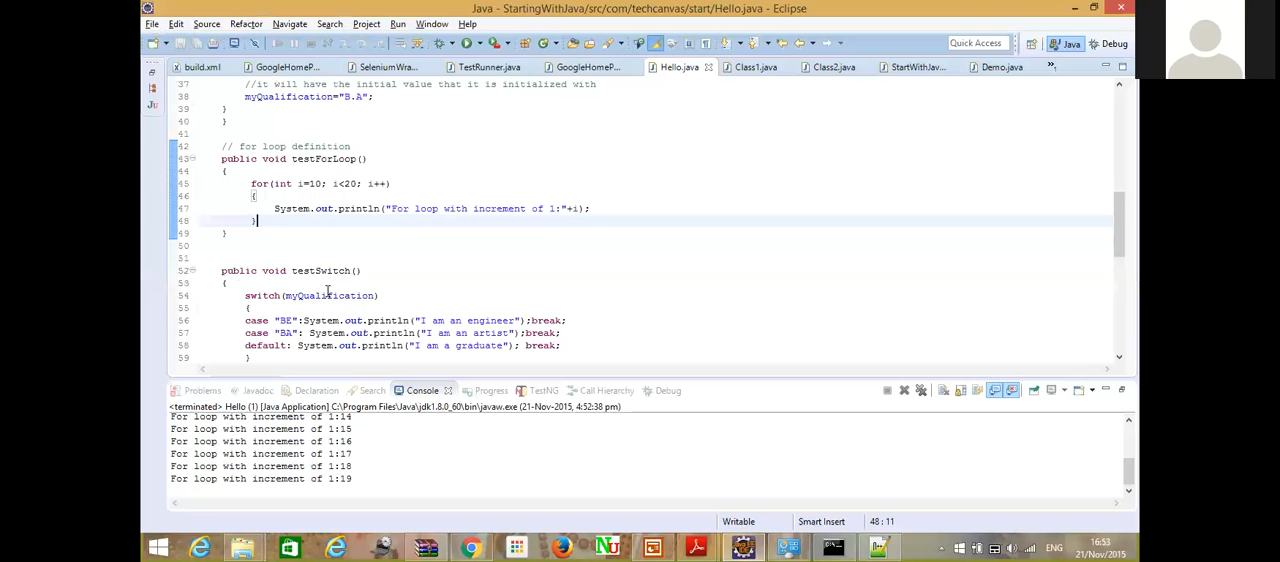 Java - StartingWithJava/src/com/techcanvas/start/Hello.java - Eclipse
File Edit Source Refactor Navigate Search Project Run Window Help
Quick Access Java Debug
build.xml GoogleHomeP... SeleniumWra... TestRunner.java GoogleHomeP... Hello.java Class1.java Class2.java StartWithJav... Demo.java
37 //it will have the initial value that it is initialized with
38 myQualification="B.A";
39 }
40 }
41
42 // for loop definition
43 public void testForLoop()
44 {
45 for(int i=10; i<20; i++)
46 {
47 System.out.println("For loop with increment of 1:"+i);
48 }
49 }
50
51
52 public void testSwitch()
53 {
54 switch(myQualification)
55 {
56 case "BE":System.out.println("I am an engineer");break;
57 case "BA": System.out.println("I am an artist");break;
58 default: System.out.println("I am a graduate"); break;
59 }
Problems Javadoc Declaration Search Console Progress TestNG Call Hierarchy Debug
<terminated> Hello (1) [Java Application] C:\Program Files\Java\jdk1.8.0_60\bin\javaw.exe (21-Nov-2015, 4:52:38 pm)
For loop with increment of 1:14
For loop with increment of 1:15
For loop with increment of 1:16
For loop with increment of 1:17
For loop with increment of 1:18
For loop with increment of 1:19
Writable Smart Insert 48 : 11
ENG 16:53
21/Nov/2015